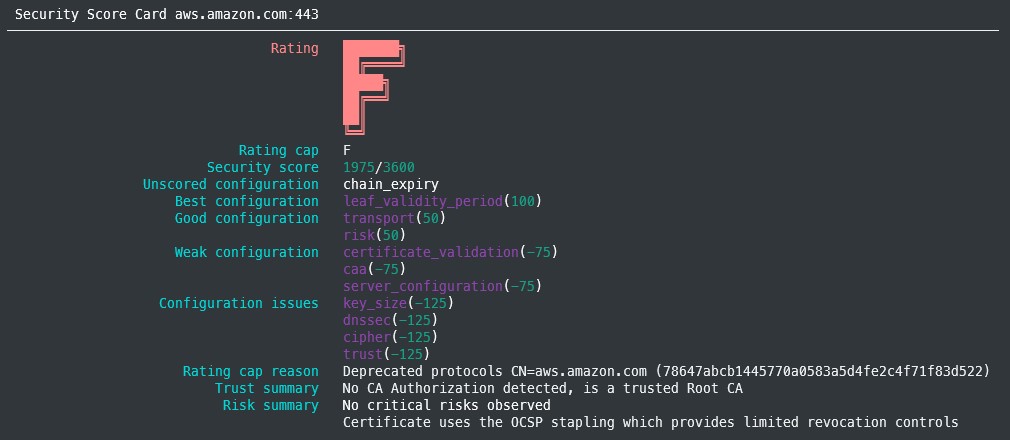 Security Score Card aws.amazon.com:443
Rating F
Rating cap F
Security score 1975/3600
Unscored configuration chain_expiry
Best configuration leaf_validity_period(100)
Good configuration transport(50)
risk(50)
Weak configuration certificate_validation(-75)
caa(-75)
server_configuration(-75)
Configuration issues key_size(-125)
dnssec(-125)
cipher(-125)
trust(-125)
Rating cap reason Deprecated protocols CN=aws.amazon.com (78647abcb1445770a0583a5d4fe2c4f71f83d522)
Trust summary No CA Authorization detected, is a trusted Root CA
Risk summary No critical risks observed
Certificate uses the OCSP stapling which provides limited revocation controls